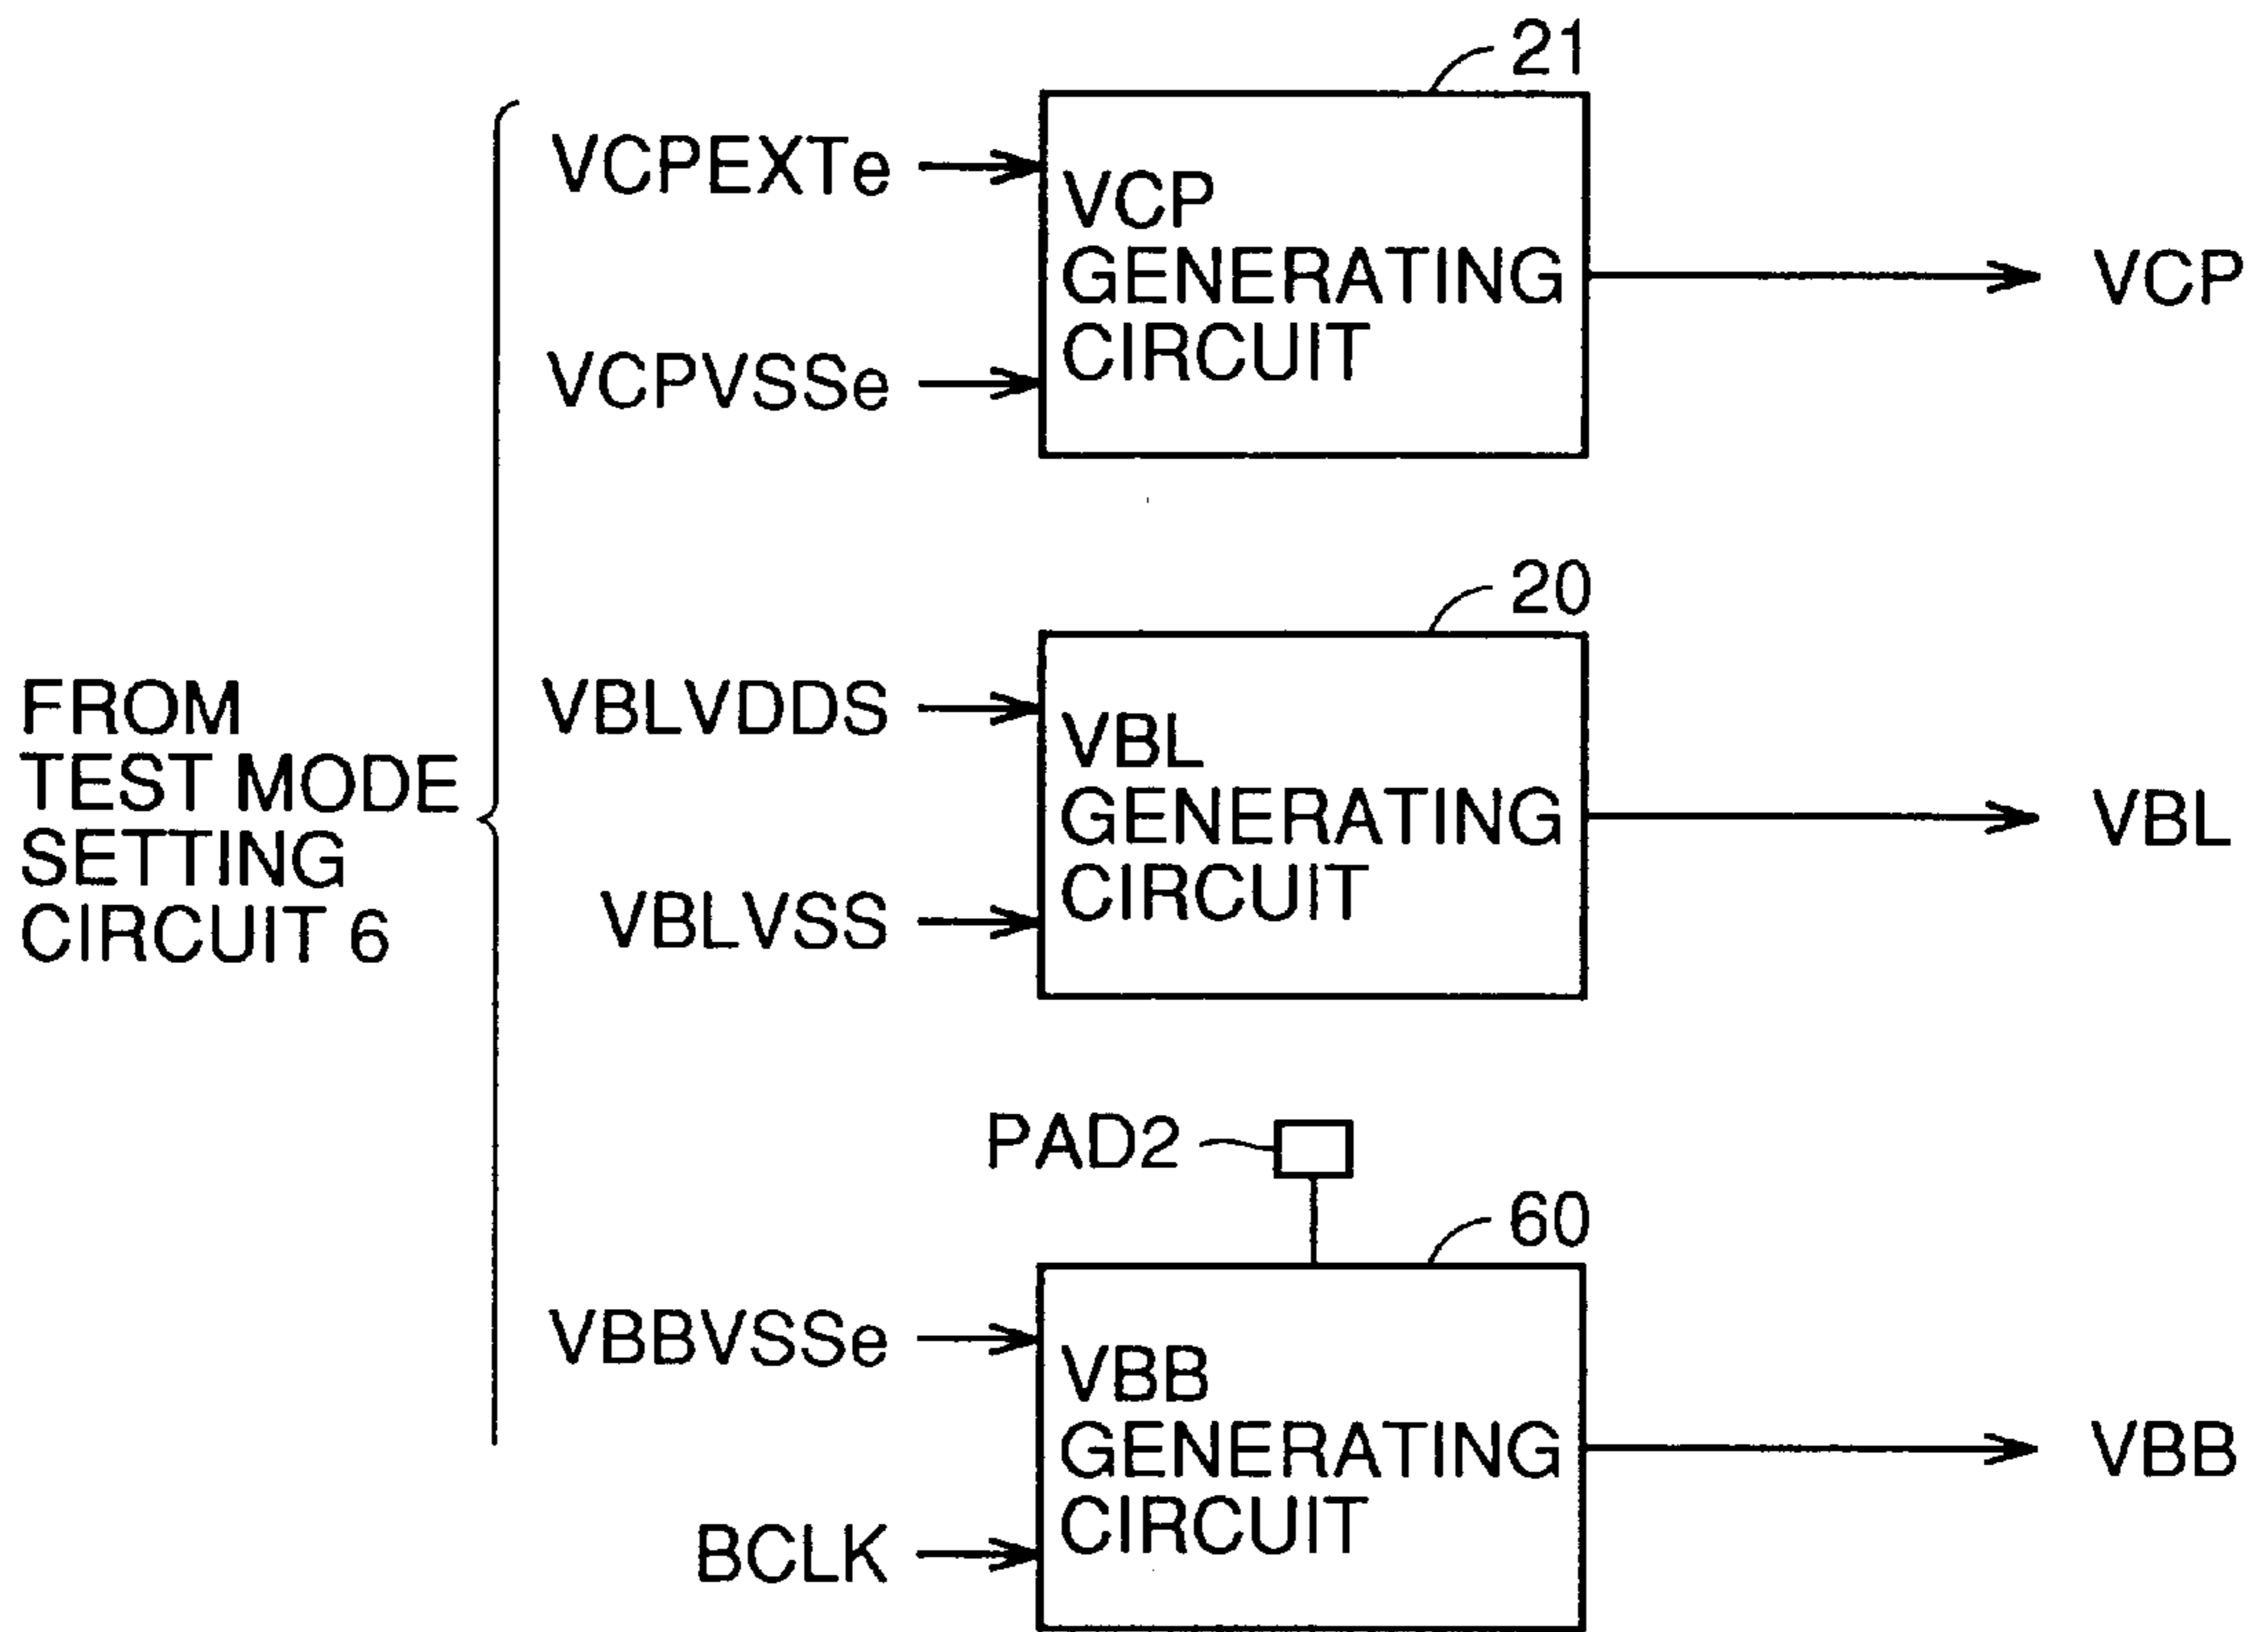 21
VCPEXTe
VCP
GENERATING
CIRCUIT
VCPVSSe
VCP
20
FROM
TEST MODE
SETTING
CIRCUIT 6
VBLVDDS
VBL
GENERATING
CIRCUIT
VBLVSS
VBL
PAD2
60
VBBVSSe
VBB
GENERATING
CIRCUIT
BCLK
VBB